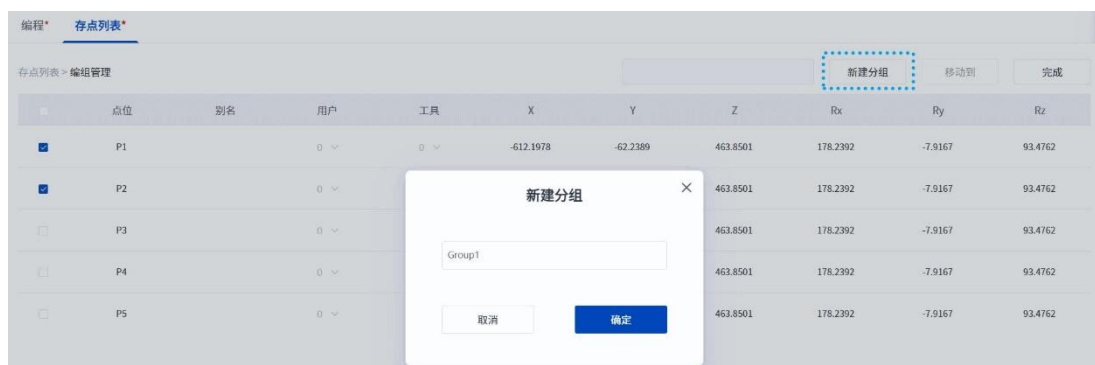 编程* 存点列表*
存点列表 > 编组管理 新建分组 移动到 完成
点位 别名 用户 工具 X Y Z Rx Ry Rz
P1 0 0 -612.1978 -62.2389 463.8501 178.2392 -7.9167 93.4762
P2 0 463.8501 178.2392 -7.9167 93.4762
新建分组
P3 0 463.8501 178.2392 -7.9167 93.4762
Group1
P4 0 463.8501 178.2392 -7.9167 93.4762
P5 0 463.8501 178.2392 -7.9167 93.4762
取消 确定